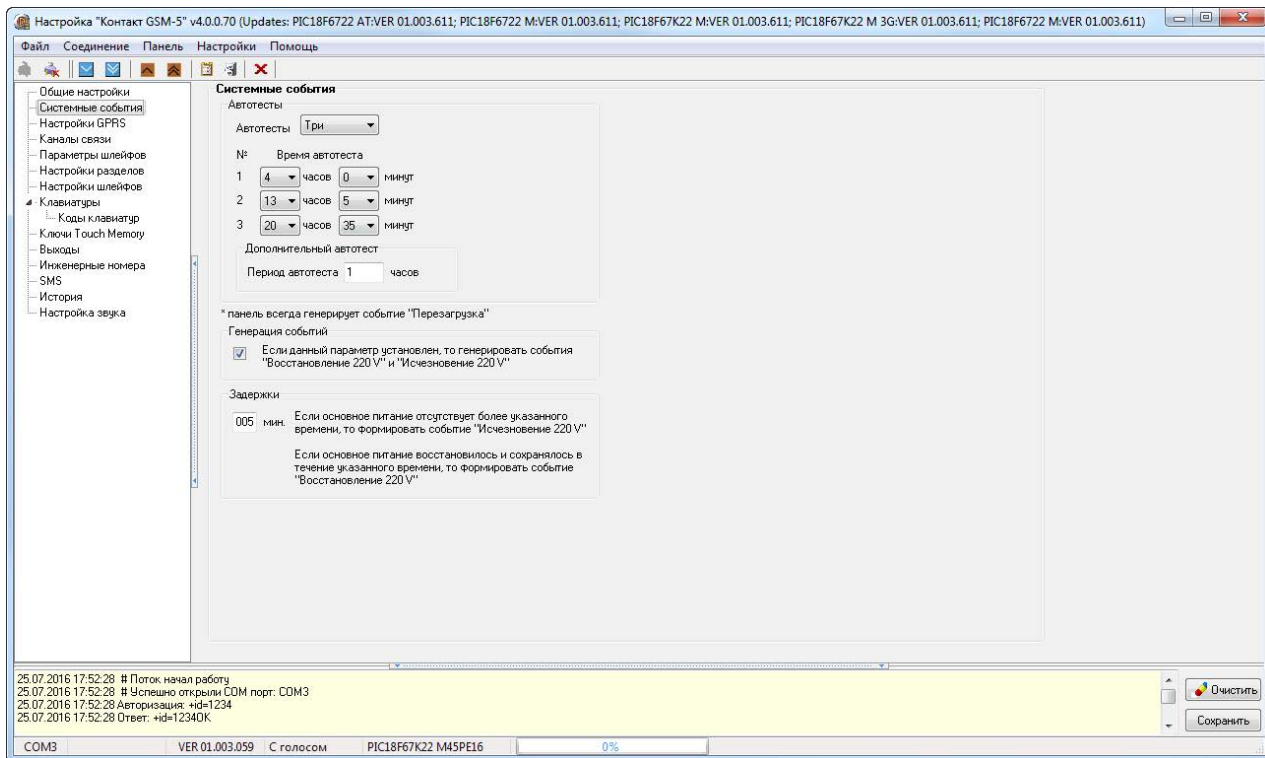 Настройка "Контакт GSM-5" v4.0.0.70 (Updates: PIC18F6722 AT:VER 01.003.611; PIC18F6722 M:VER 01.003.611; PIC18F67K22 M:VER 01.003.611; PIC18F67K22 M 3G:VER 01.003.611; PIC18F6722 M2:VER 01.003.611)
Файл Соединение Панель Настройки Помощь
Общие настройки
Системные события
Настройки GPRS
Каналы связи
Параметры шлейфов
Настройки разделов
Настройки шлейфов
Клавиатуры
Коды клавиатур
Ключи Touch Memory
Выходы
Инженерные номера
SMS
История
Настройка звука
Системные события
Автотесты
Автотесты Три
№ Время автотеста
1 4 часов 0 минут
2 13 часов 5 минут
3 20 часов 35 минут
Дополнительный автотест
Период автотеста 1 часов
* панель всегда генерирует событие "Перезагрузка"
Генерация событий
Если данный параметр установлен, то генерировать события
"Восстановление 220 V" и "Исчезновение 220 V"
Задержки
005 мин. Если основное питание отсутствует более указанного
времени, то формировать событие "Исчезновение 220 V"
Если основное питание восстановилось и сохранялось в
течение указанного времени, то формировать событие
"Восстановление 220 V"
25.07.2016 17:52:28 # Поток начал работу
25.07.2016 17:52:28 # Успешно открыли COM порт: COM3
25.07.2016 17:52:28 Авторизация: +id=1234
25.07.2016 17:52:28 Ответ: +id=1234OK
Очистить
Сохранить
COM3 VER 01.003.059 С голосом PIC18F67K22 M45PE16 0%